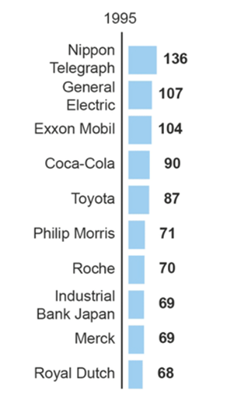 1995
Nippon
Telegraph 136
General
Electric 107
Exxon Mobil 104
Coca-Cola 90
Toyota 87
Philip Morris 71
Roche 70
Industrial
Bank Japan 69
Merck 69
Royal Dutch 68